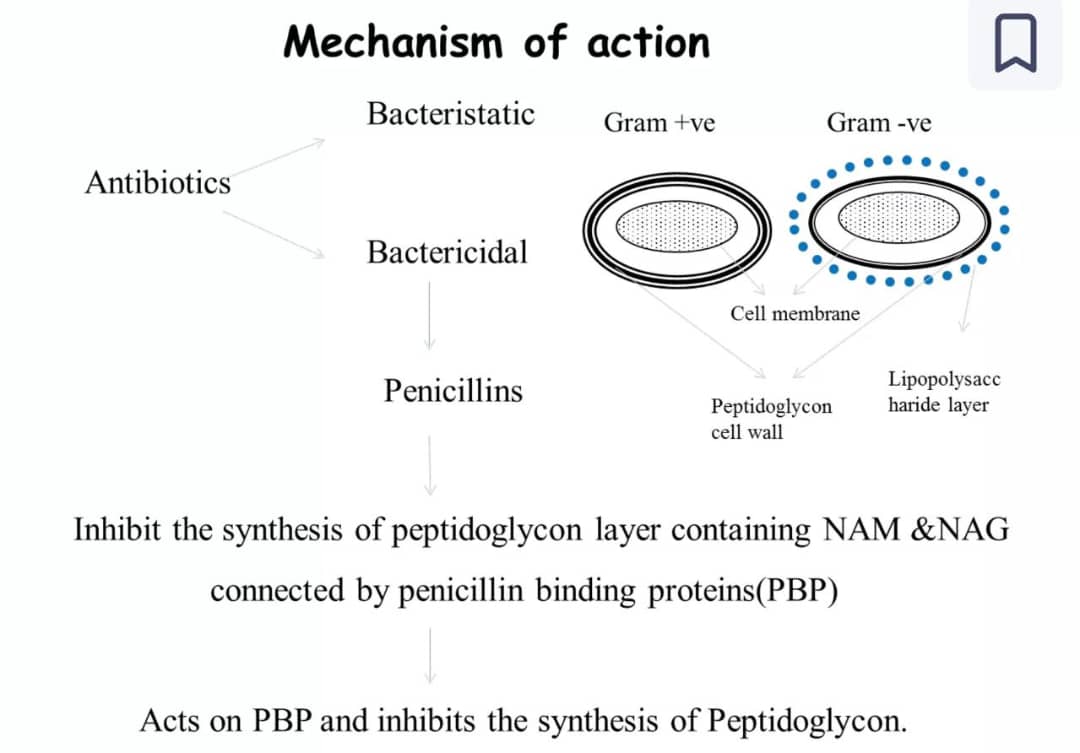 Mechanism of action
Bacteristatic
Gram +ve
Gram -ve
Antibiotics
Bactericidal
Cell membrane
Penicillins
Lipopolysacc
haride layer
Peptidoglycon
cell wall
Inhibit the synthesis of peptidoglycon layer containing NAM &NAG
connected by penicillin binding proteins(PBP)
Acts on PBP and inhibits the synthesis of Peptidoglycon.